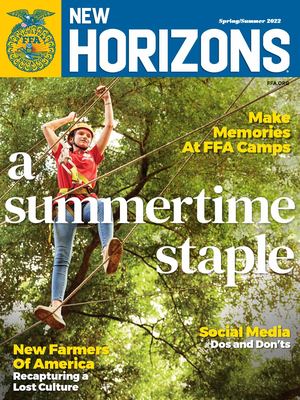 FFA
NEW
HORIZONS
Spring/Summer 2022
FFA.ORG
Make
Memories
At FFA Camps
a
summertime
staple
Social Media
Dos and Don'ts
New Farmers
Of America
Recapturing a
Lost Culture